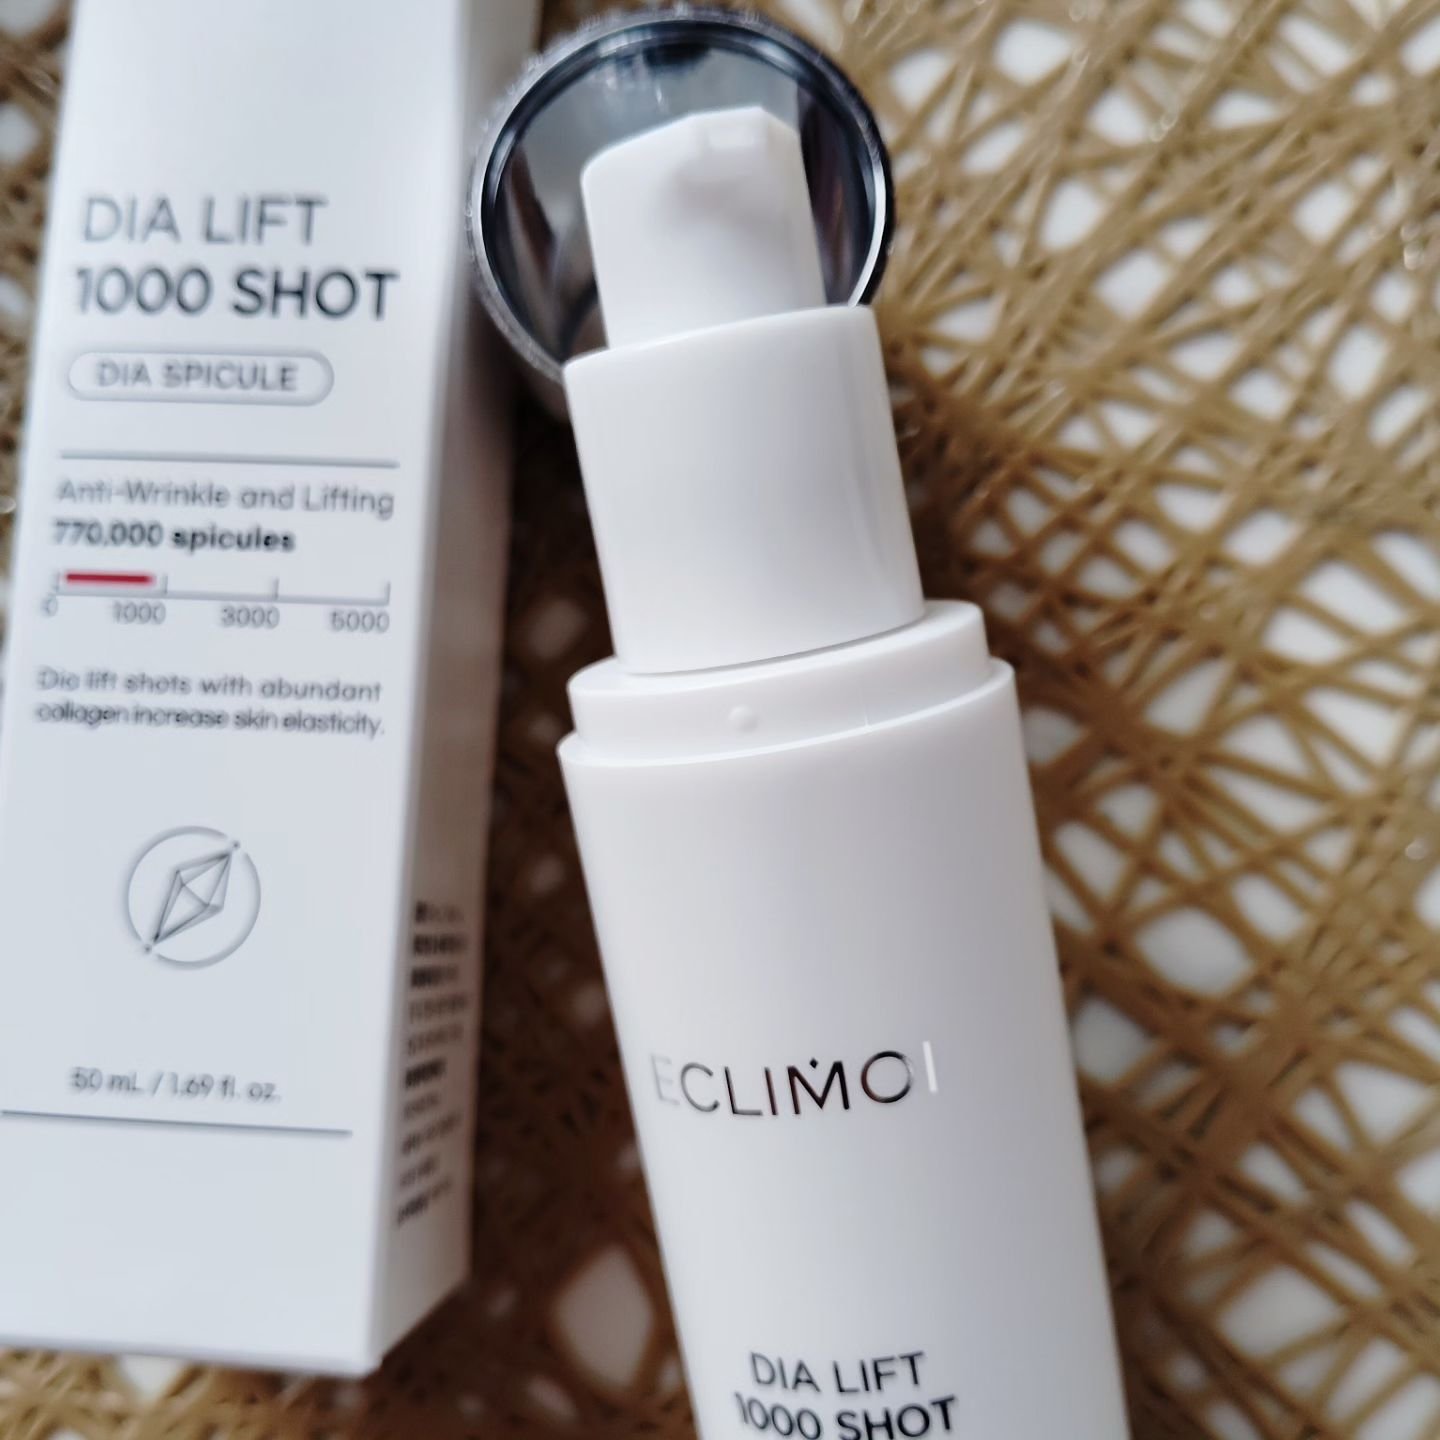 DIA LIFT
1000 SHOT
DIA SPICULE
Anti-Wrinkle and Lifting
770,000 spicules
0 1000 3000 5000
Dia lift shots with abundant
collagen increase skin elasticity.
50 mL / 1.69 fl. oz.
ECLIMOI
DIA LIFT
1000 SHOT